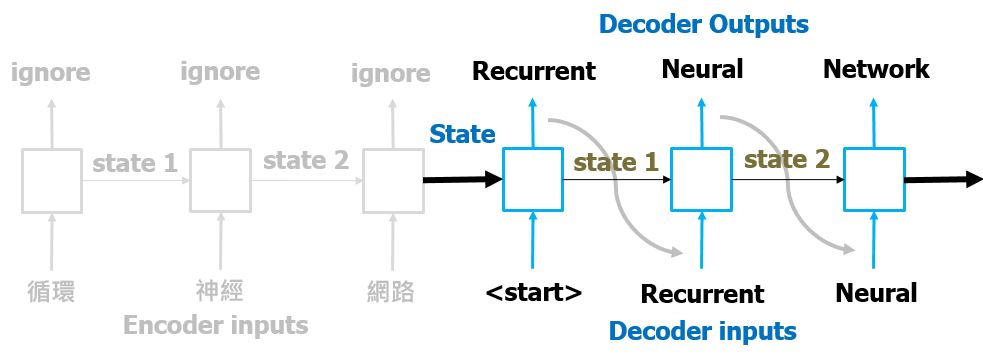 Decoder Outputs
ignore ignore ignore Recurrent Neural Network
State
state 1 state 2 state 1 state 2
循環 神經 網路 <start> Recurrent Neural
Encoder inputs Decoder inputs